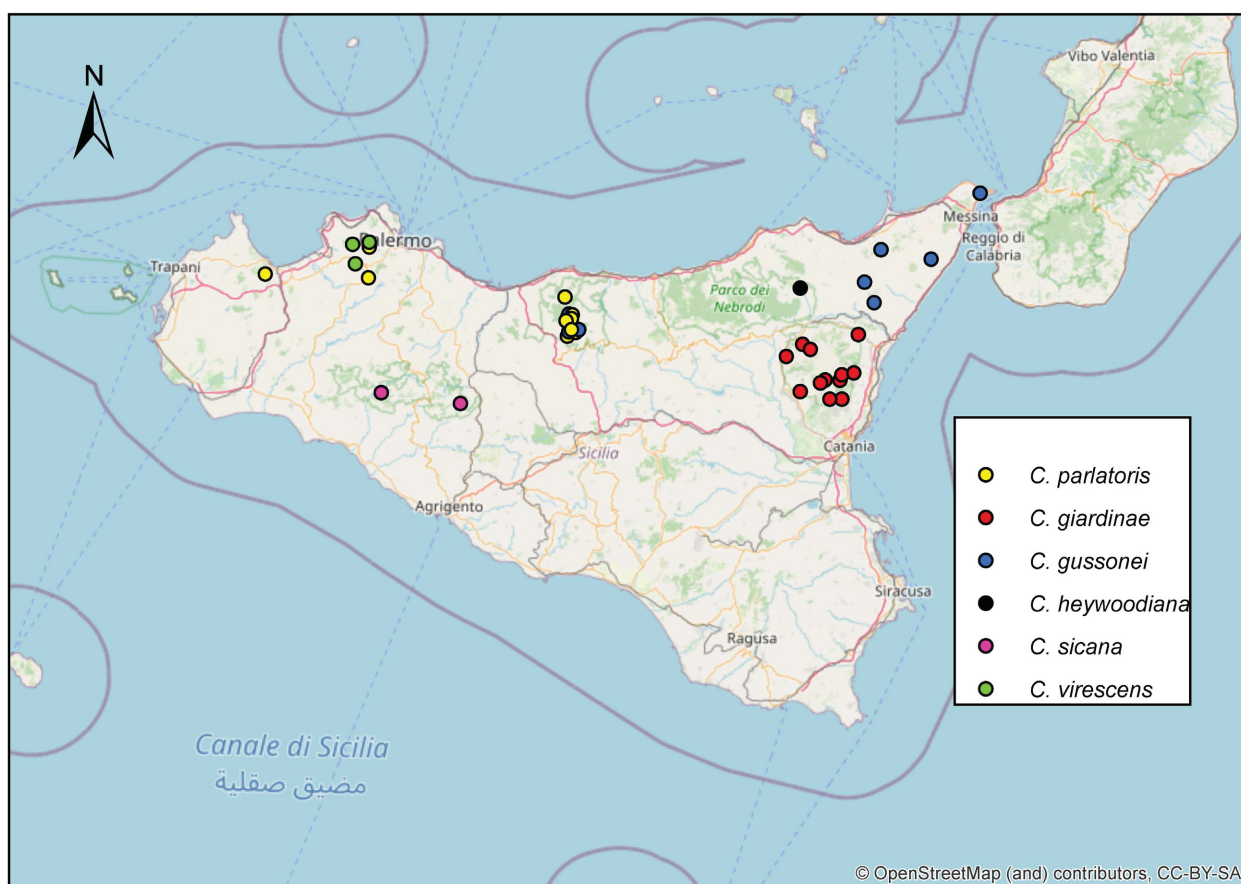 N
Vibo Valentia
Messina
Reggio di
Calabria
Palermo
Trapani
Parco dei
Nebrodi
Catania
Sicilia
Agrigento
Siracusa
Ragusa
C. parlatoris
C. giardinae
C. gussonei
C. heywoodiana
C. sicana
C. virescens
Canale di Sicilia
مضيق صقلية
© OpenStreetMap (and) contributors, CC-BY-SA